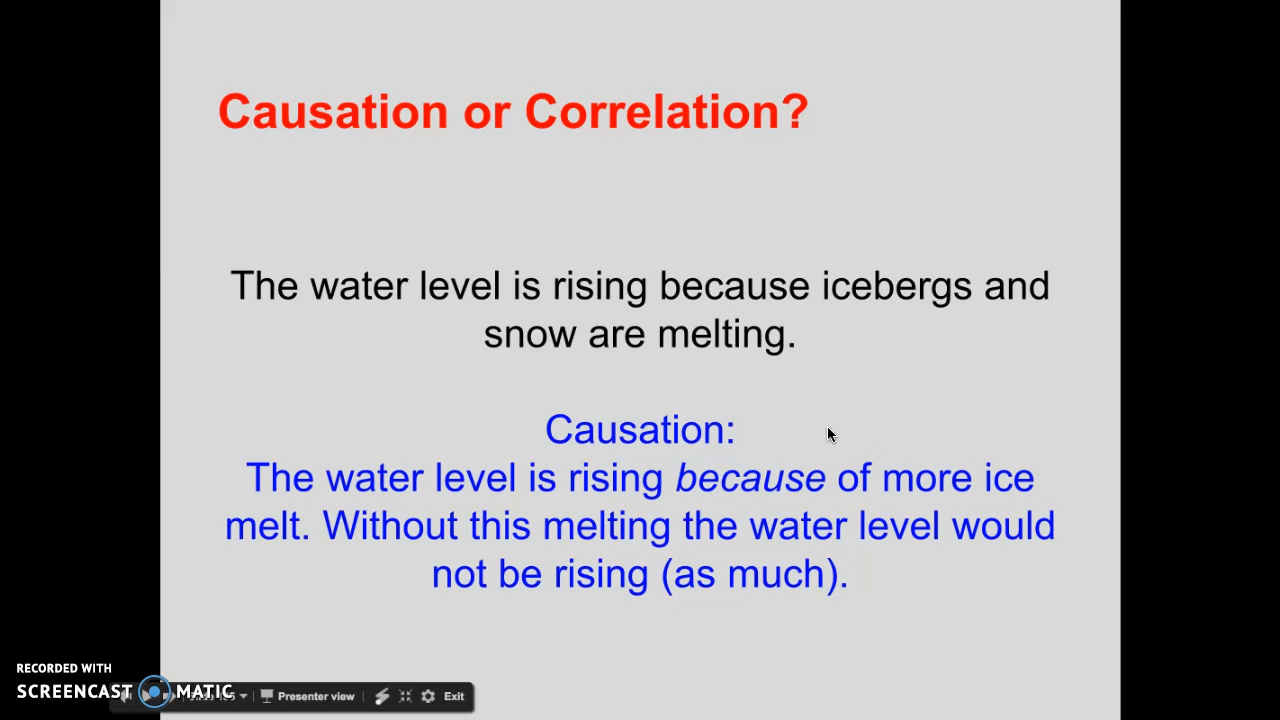 Causation or Correlation?
The water level is rising because icebergs and
snow are melting.
Causation:
The water level is rising because of more ice
melt. Without this melting the water level would
not be rising (as much).
RECORDED WITH
SCREENCAST MATIC
Presenter view
Exit